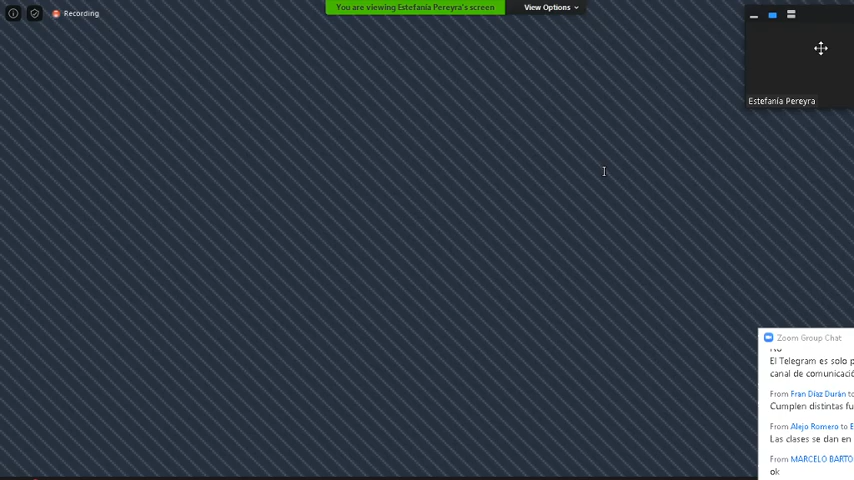 Recording
You are viewing Estefanía Pereyra's screen
View Options
Estefanía Pereyra
Zoom Group Chat
No
El Telegram es solo p
canal de comunicació
From Fran Díaz Durán to
Cumplen distintas fu
From Alejo Romero to E
Las clases se dan en
From MARCELO BARTO
ok